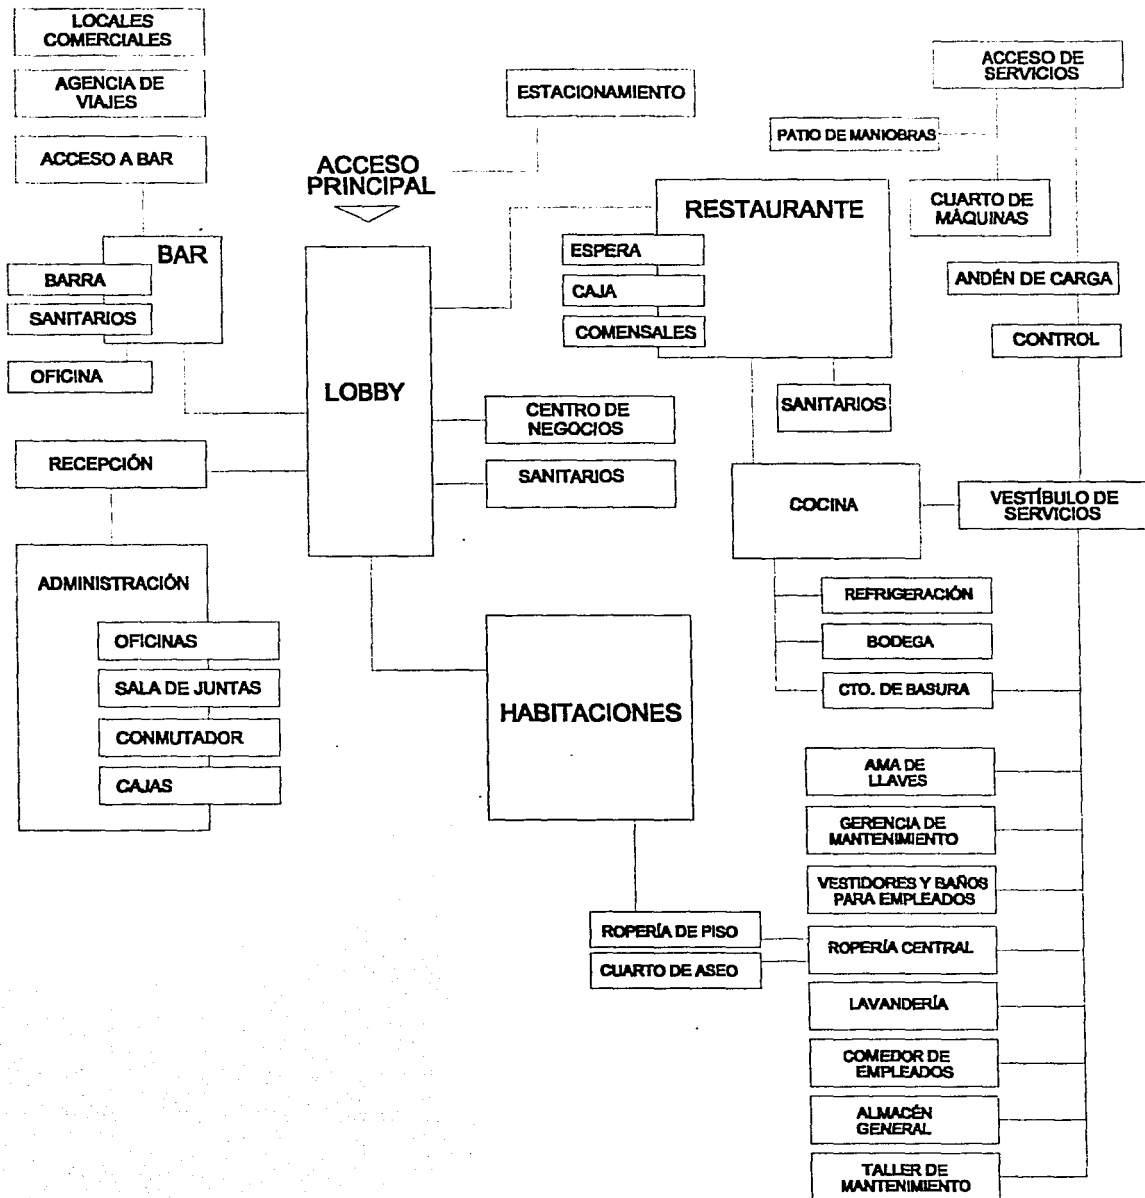 LOCALES
COMERCIALES
AGENCIA DE
VIAJES
ACCESO A BAR
BAR
BARRA
SANITARIOS
OFICINA
RECEPCIÓN
ADMINISTRACIÓN
OFICINAS
SALA DE JUNTAS
CONMUTADOR
CAJAS
ESTACIONAMIENTO
ACCESO
PRINCIPAL
LOBBY
RESTAURANTE
ESPERA
CAJA
COMENSALES
SANITARIOS
CENTRO DE
NEGOCIOS
SANITARIOS
COCINA
REFRIGERACIÓN
BODEGA
CTO. DE BASURA
HABITACIONES
ROPERÍA DE PISO
CUARTO DE ASEO
ACCESO DE
SERVICIOS
PATIO DE MANIOBRAS
CUARTO DE
MÁQUINAS
ANDÉN DE CARGA
CONTROL
VESTÍBULO DE
SERVICIOS
AMA DE
LLAVES
GERENCIA DE
MANTENIMIENTO
VESTIDORES Y BAÑOS
PARA EMPLEADOS
ROPERÍA CENTRAL
LAVANDERÍA
COMEDOR DE
EMPLEADOS
ALMACÉN
GENERAL
TALLER DE
MANTENIMIENTO